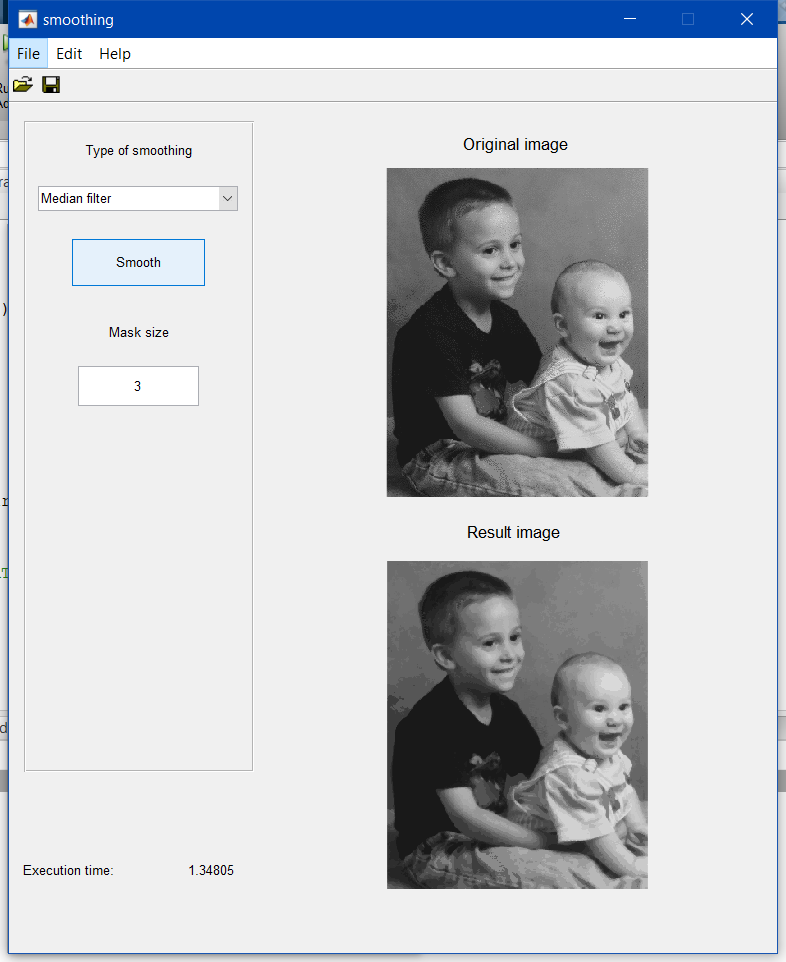 smoothing
File Edit Help
Type of smoothing
Median filter
Smooth
Mask size
3
Original image
Result image
Execution time: 1.34805